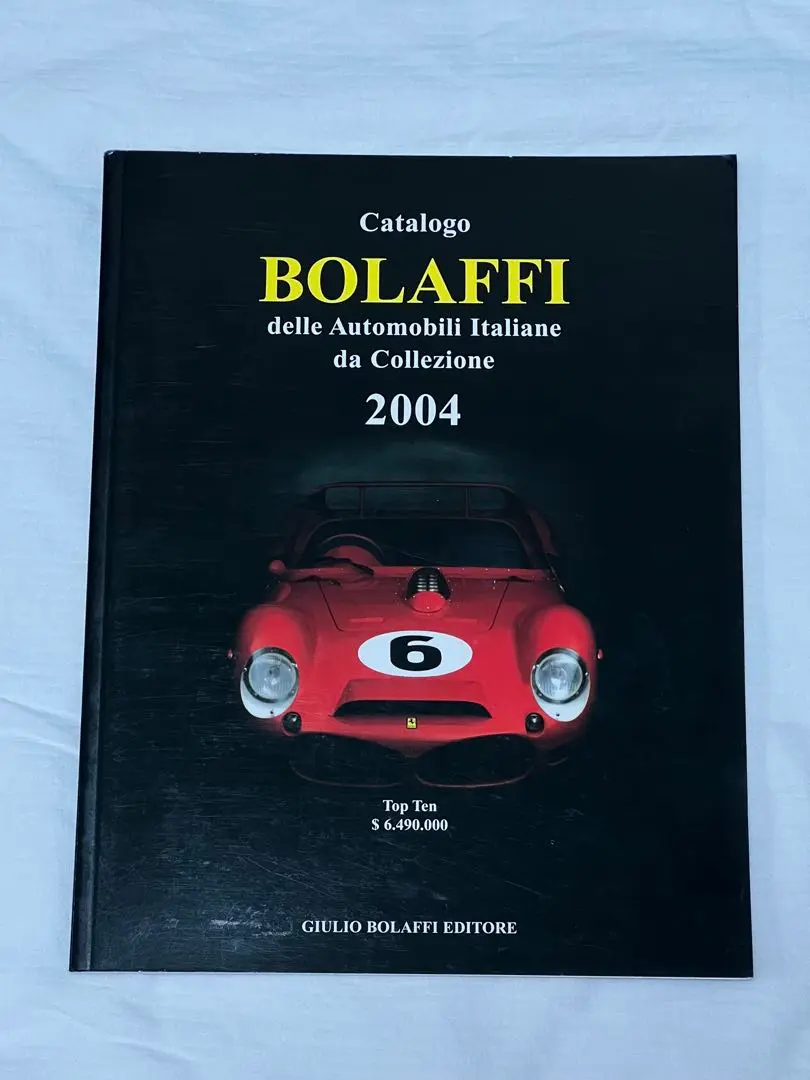 Catalogo
BOLAFFI
delle Automobili Italiane
da Collezione
2004
6
Top Ten
$ 6.490.000
GIULIO BOLAFFI EDITORE